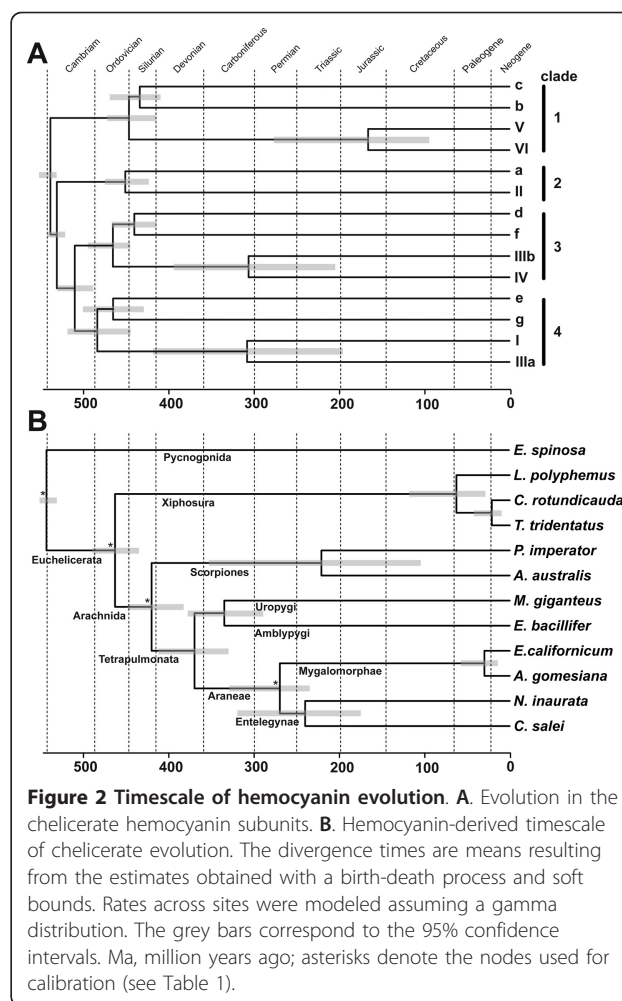 Cambriam
Ordovician
Silurian
Devonian
Carboniferous
Permian
Triassic
Jurassic
Cretaceous
Paleogene
Neogene
A
clade
c
b
V
VI
1
a
II
2
d
f
IIIb
IV
3
e
g
I
IIIa
4
500 400 300 200 100 0
B
E. spinosa
Pycnogonida
L. polyphemus
Xiphosura
C. rotundicauda
T. tridentatus
*
*
Euchelicerata
P. imperator
Scorpiones
A. australis
*
Arachnida
M. giganteus
Uropygi
Amblypygi
E. bacillifer
Tetrapulmonata
E.californicum
Mygalomorphae
A. gomesiana
*
Araneae
N. inaurata
Entelegynae
C. salei
500 400 300 200 100 0
Figure 2 Timescale of hemocyanin evolution. A. Evolution in the
chelicerate hemocyanin subunits. B. Hemocyanin-derived timescale
of chelicerate evolution. The divergence times are means resulting
from the estimates obtained with a birth-death process and soft
bounds. Rates across sites were modeled assuming a gamma
distribution. The grey bars correspond to the 95% confidence
intervals. Ma, million years ago; asterisks denote the nodes used for
calibration (see Table 1).